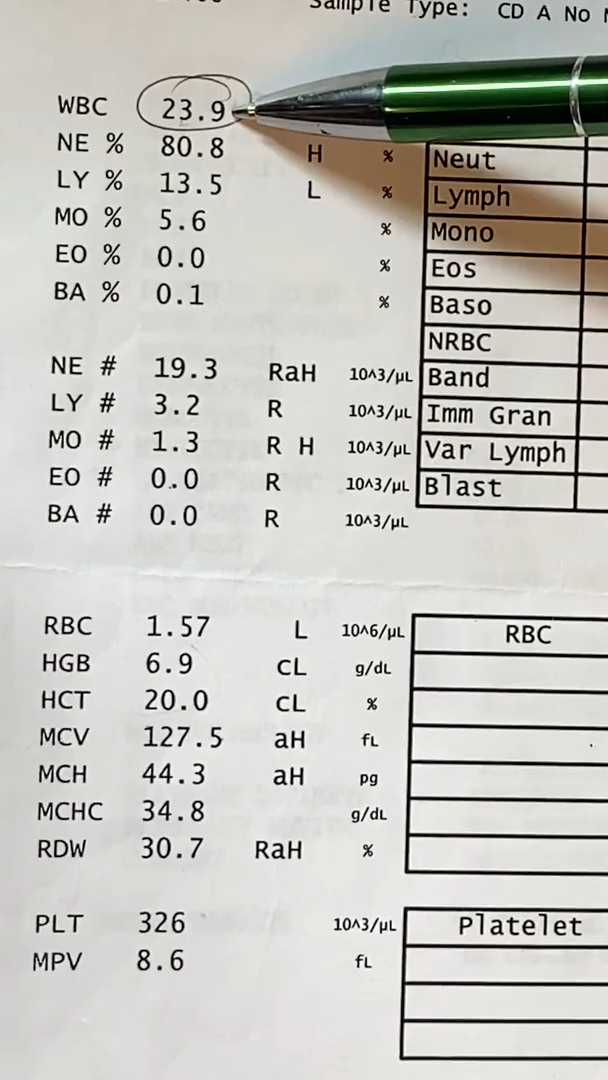 Sample Type: CD A No
WBC 23.9
NE % 80.8 H %
LY % 13.5 L %
MO % 5.6 %
EO % 0.0 %
BA % 0.1 %
Neut
Lymph
Mono
Eos
Baso
NRBC
Band
Imm Gran
Var Lymph
Blast
NE # 19.3 RaH 10^3/µL
LY # 3.2 R 10^3/µL
MO # 1.3 R H 10^3/µL
EO # 0.0 R 10^3/µL
BA # 0.0 R 10^3/µL
RBC 1.57 L 10^6/µL
HGB 6.9 cL g/dL
HCT 20.0 cL %
MCV 127.5 aH fL
MCH 44.3 aH pg
MCHC 34.8 g/dL
RDW 30.7 RaH %
RBC
PLT 326 10^3/µL
MPV 8.6 fL
Platelet